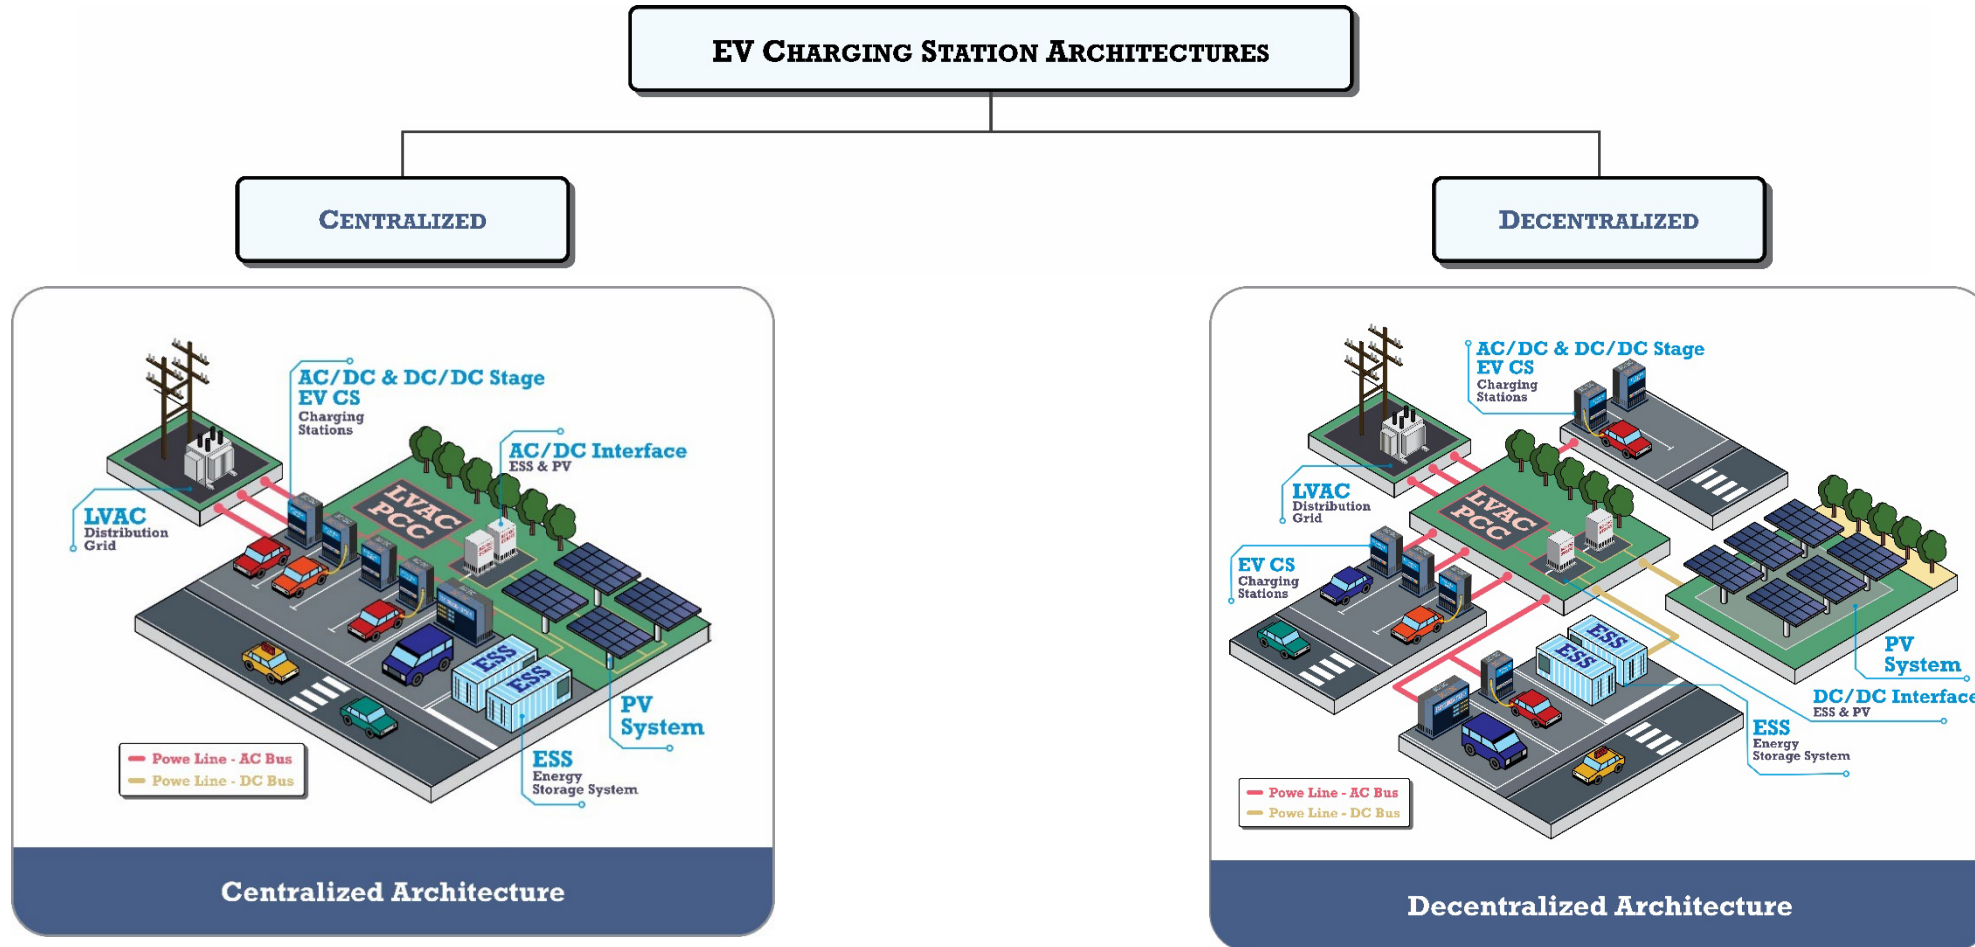 EV CHARGING STATION ARCHITECTURES
CENTRALIZED
DECENTRALIZED
AC/DC & DC/DC Stage
EV CS
Charging
Stations
AC/DC Interface
ESS & PV
LVAC
PCC
LVAC
Distribution
Grid
ESS
ESS
PV
System
ESS
Energy
Storage System
Powe Line - AC Bus
Powe Line - DC Bus
Centralized Architecture
AC/DC & DC/DC Stage
EV CS
Charging
Stations
LVAC
Distribution
Grid
LVAC
PCC
EV CS
Charging
Stations
ESS
ESS
PV
System
DC/DC Interface
ESS & PV
ESS
Energy
Storage System
Powe Line - AC Bus
Powe Line - DC Bus
Decentralized Architecture